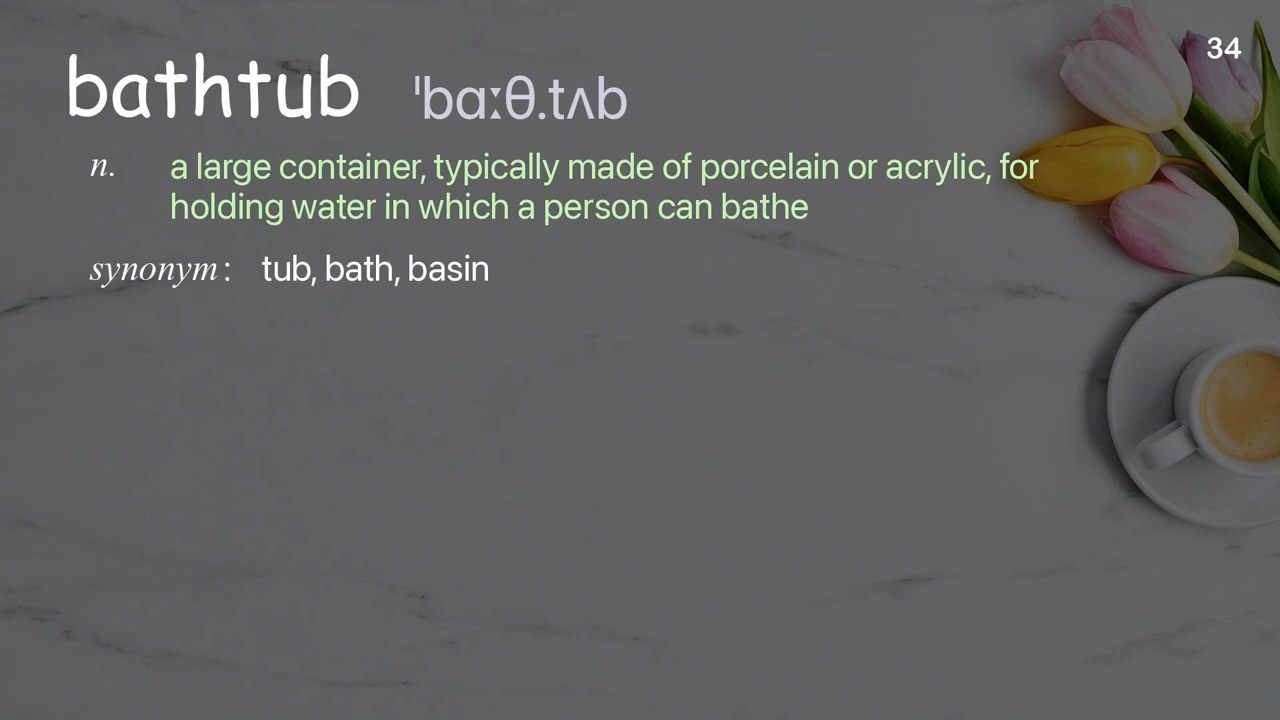 34
bathtub ˈbɑːθ.tʌb
n. a large container, typically made of porcelain or acrylic, for
holding water in which a person can bathe
synonym: tub, bath, basin